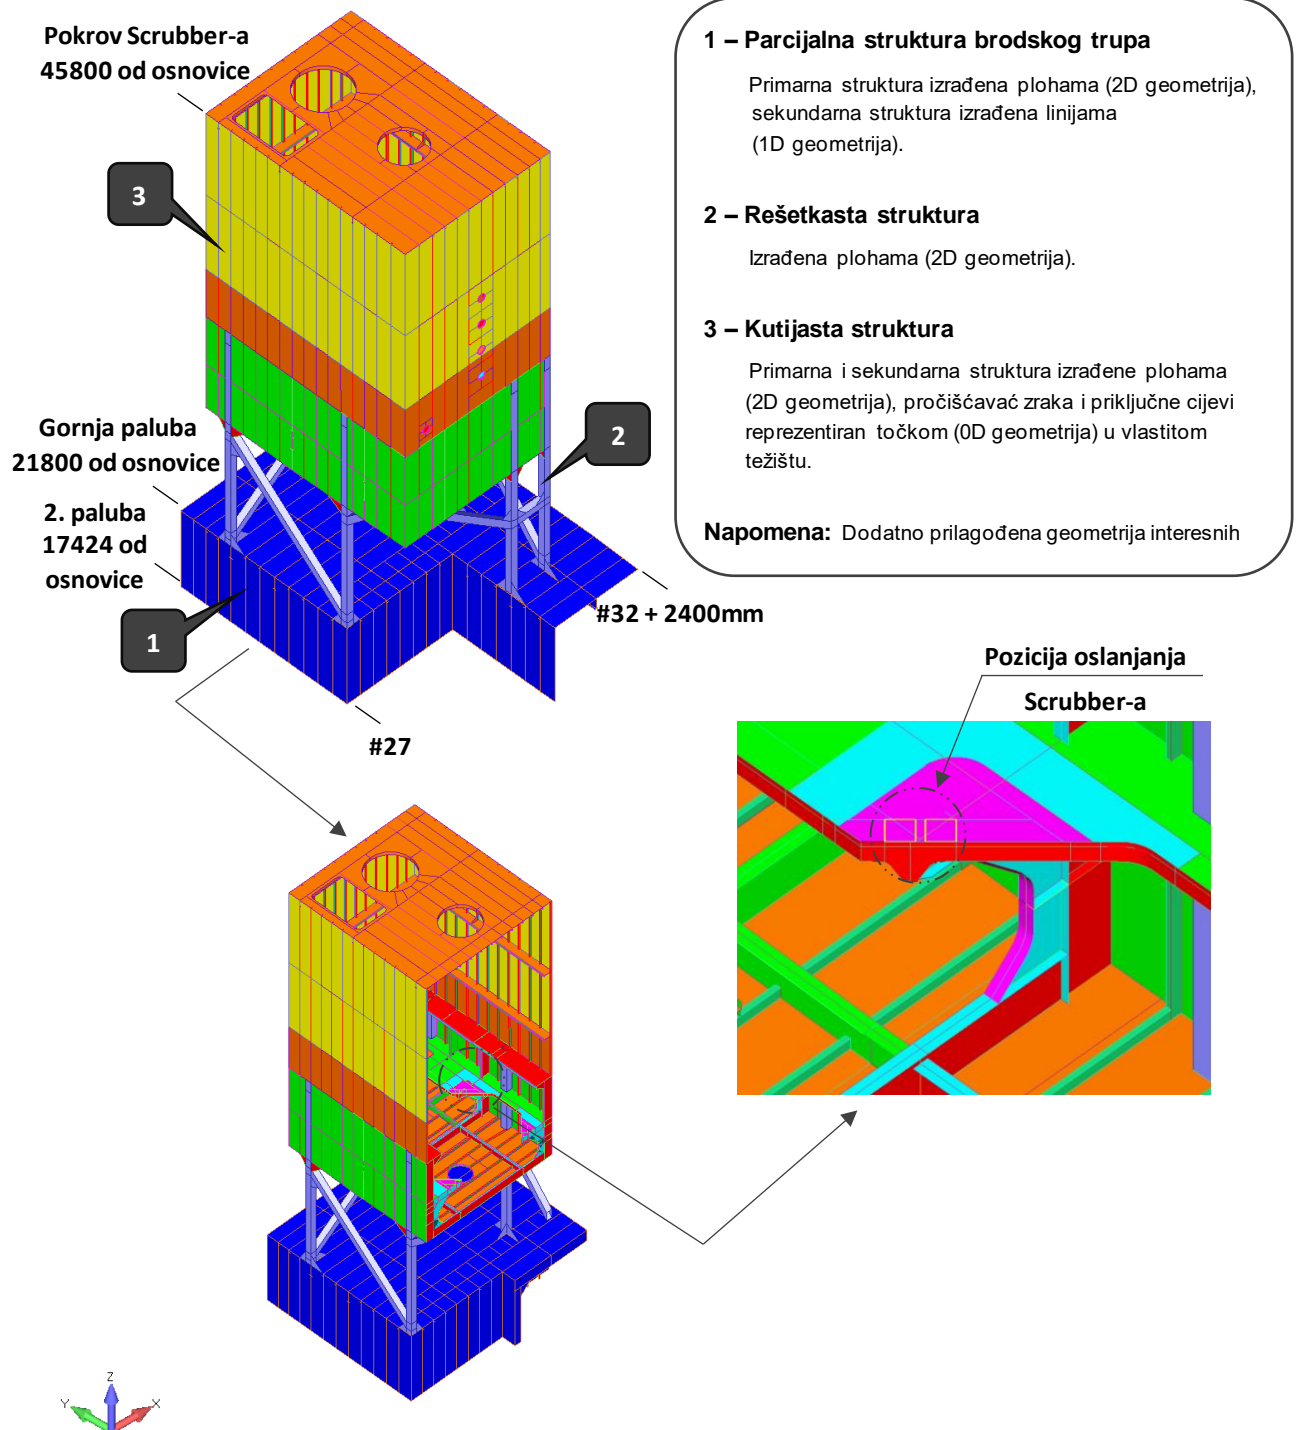 Pokrov Scrubber-a
45800 od osnovice
3
Gornja paluba
21800 od osnovice
2. paluba
17424 od
osnovice
1
2
#32 + 2400mm
#27
1 – Parcijalna struktura brodskog trupa
Primarna struktura izrađena plohama (2D geometrija),
sekundarna struktura izrađena linijama
(1D geometrija).
2 – Rešetkasta struktura
Izrađena plohama (2D geometrija).
3 – Kutijasta struktura
Primarna i sekundarna struktura izrađene plohama
(2D geometrija), pročišćavać zraka i priključne cijevi
reprezentiran točkom (0D geometrija) u vlastitom
težištu.
Napomena: Dodatno prilagođena geometrija interesnih
Pozicija oslanjanja
Scrubber-a
Z
Y
X